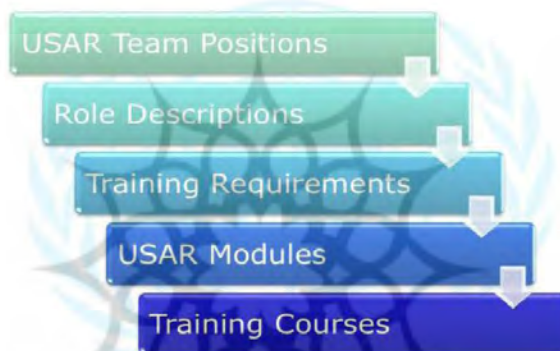 USAR Team Positions
Role Descriptions
Training Requirements
USAR Modules
Training Courses